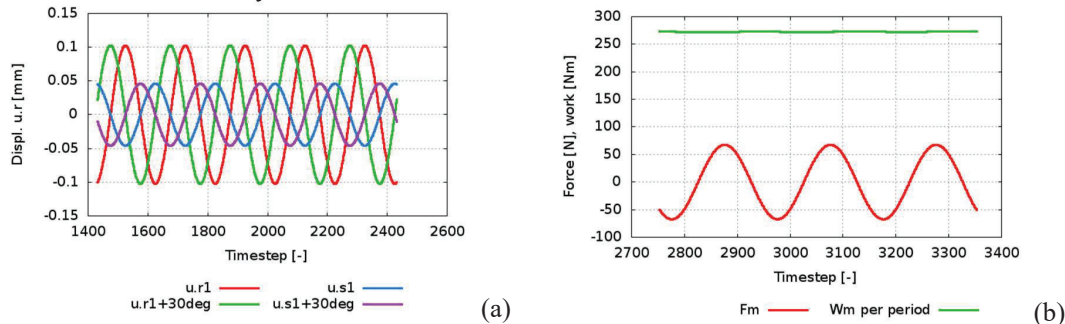 0.15
0.1
0.05
0
-0.05
-0.1
-0.15
Displ. u.r [mm]
1400 1600 1800 2000 2200 2400 2600
Timestep [-]
u.r1 u.s1
u.r1+30deg u.s1+30deg
(a)
300
250
200
150
100
50
0
-50
-100
Force [N], work [Nm]
2700 2800 2900 3000 3100 3200 3300 3400
Timestep [-]
Fm Wm per period
(b)